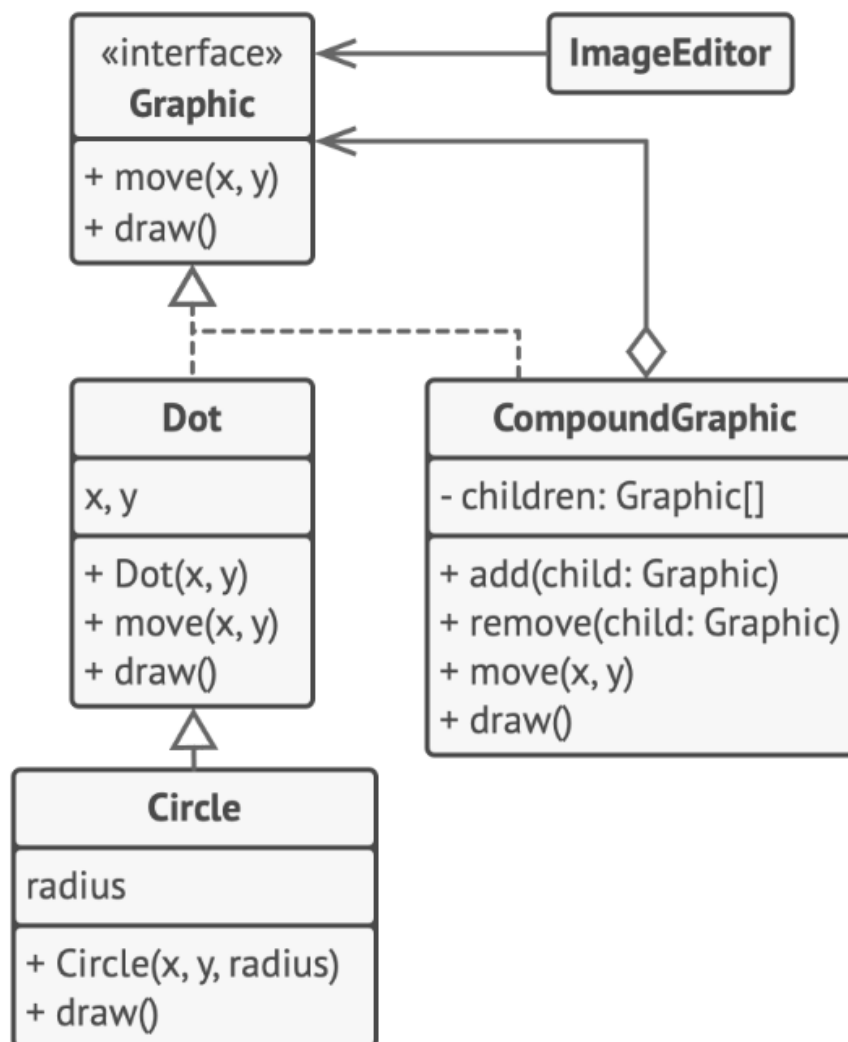 «interface»
Graphic
+ move(x, y)
+ draw()
ImageEditor
Dot
x, y
+ Dot(x, y)
+ move(x, y)
+ draw()
CompoundGraphic
- children: Graphic[]
+ add(child: Graphic)
+ remove(child: Graphic)
+ move(x, y)
+ draw()
Circle
radius
+ Circle(x, y, radius)
+ draw()